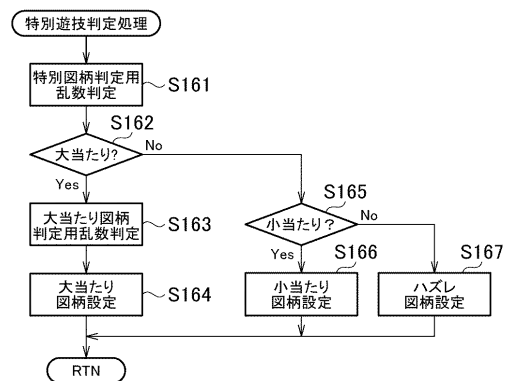 特別遊技判定処理
特別図柄判定用
乱数判定
S161
S162
大当たり?
No
Yes
S165
小当たり?
No
Yes
大当たり図柄
判定用乱数判定
S163
S166
S167
大当たり
図柄設定
S164
小当たり
図柄設定
ハズレ
図柄設定
RTN